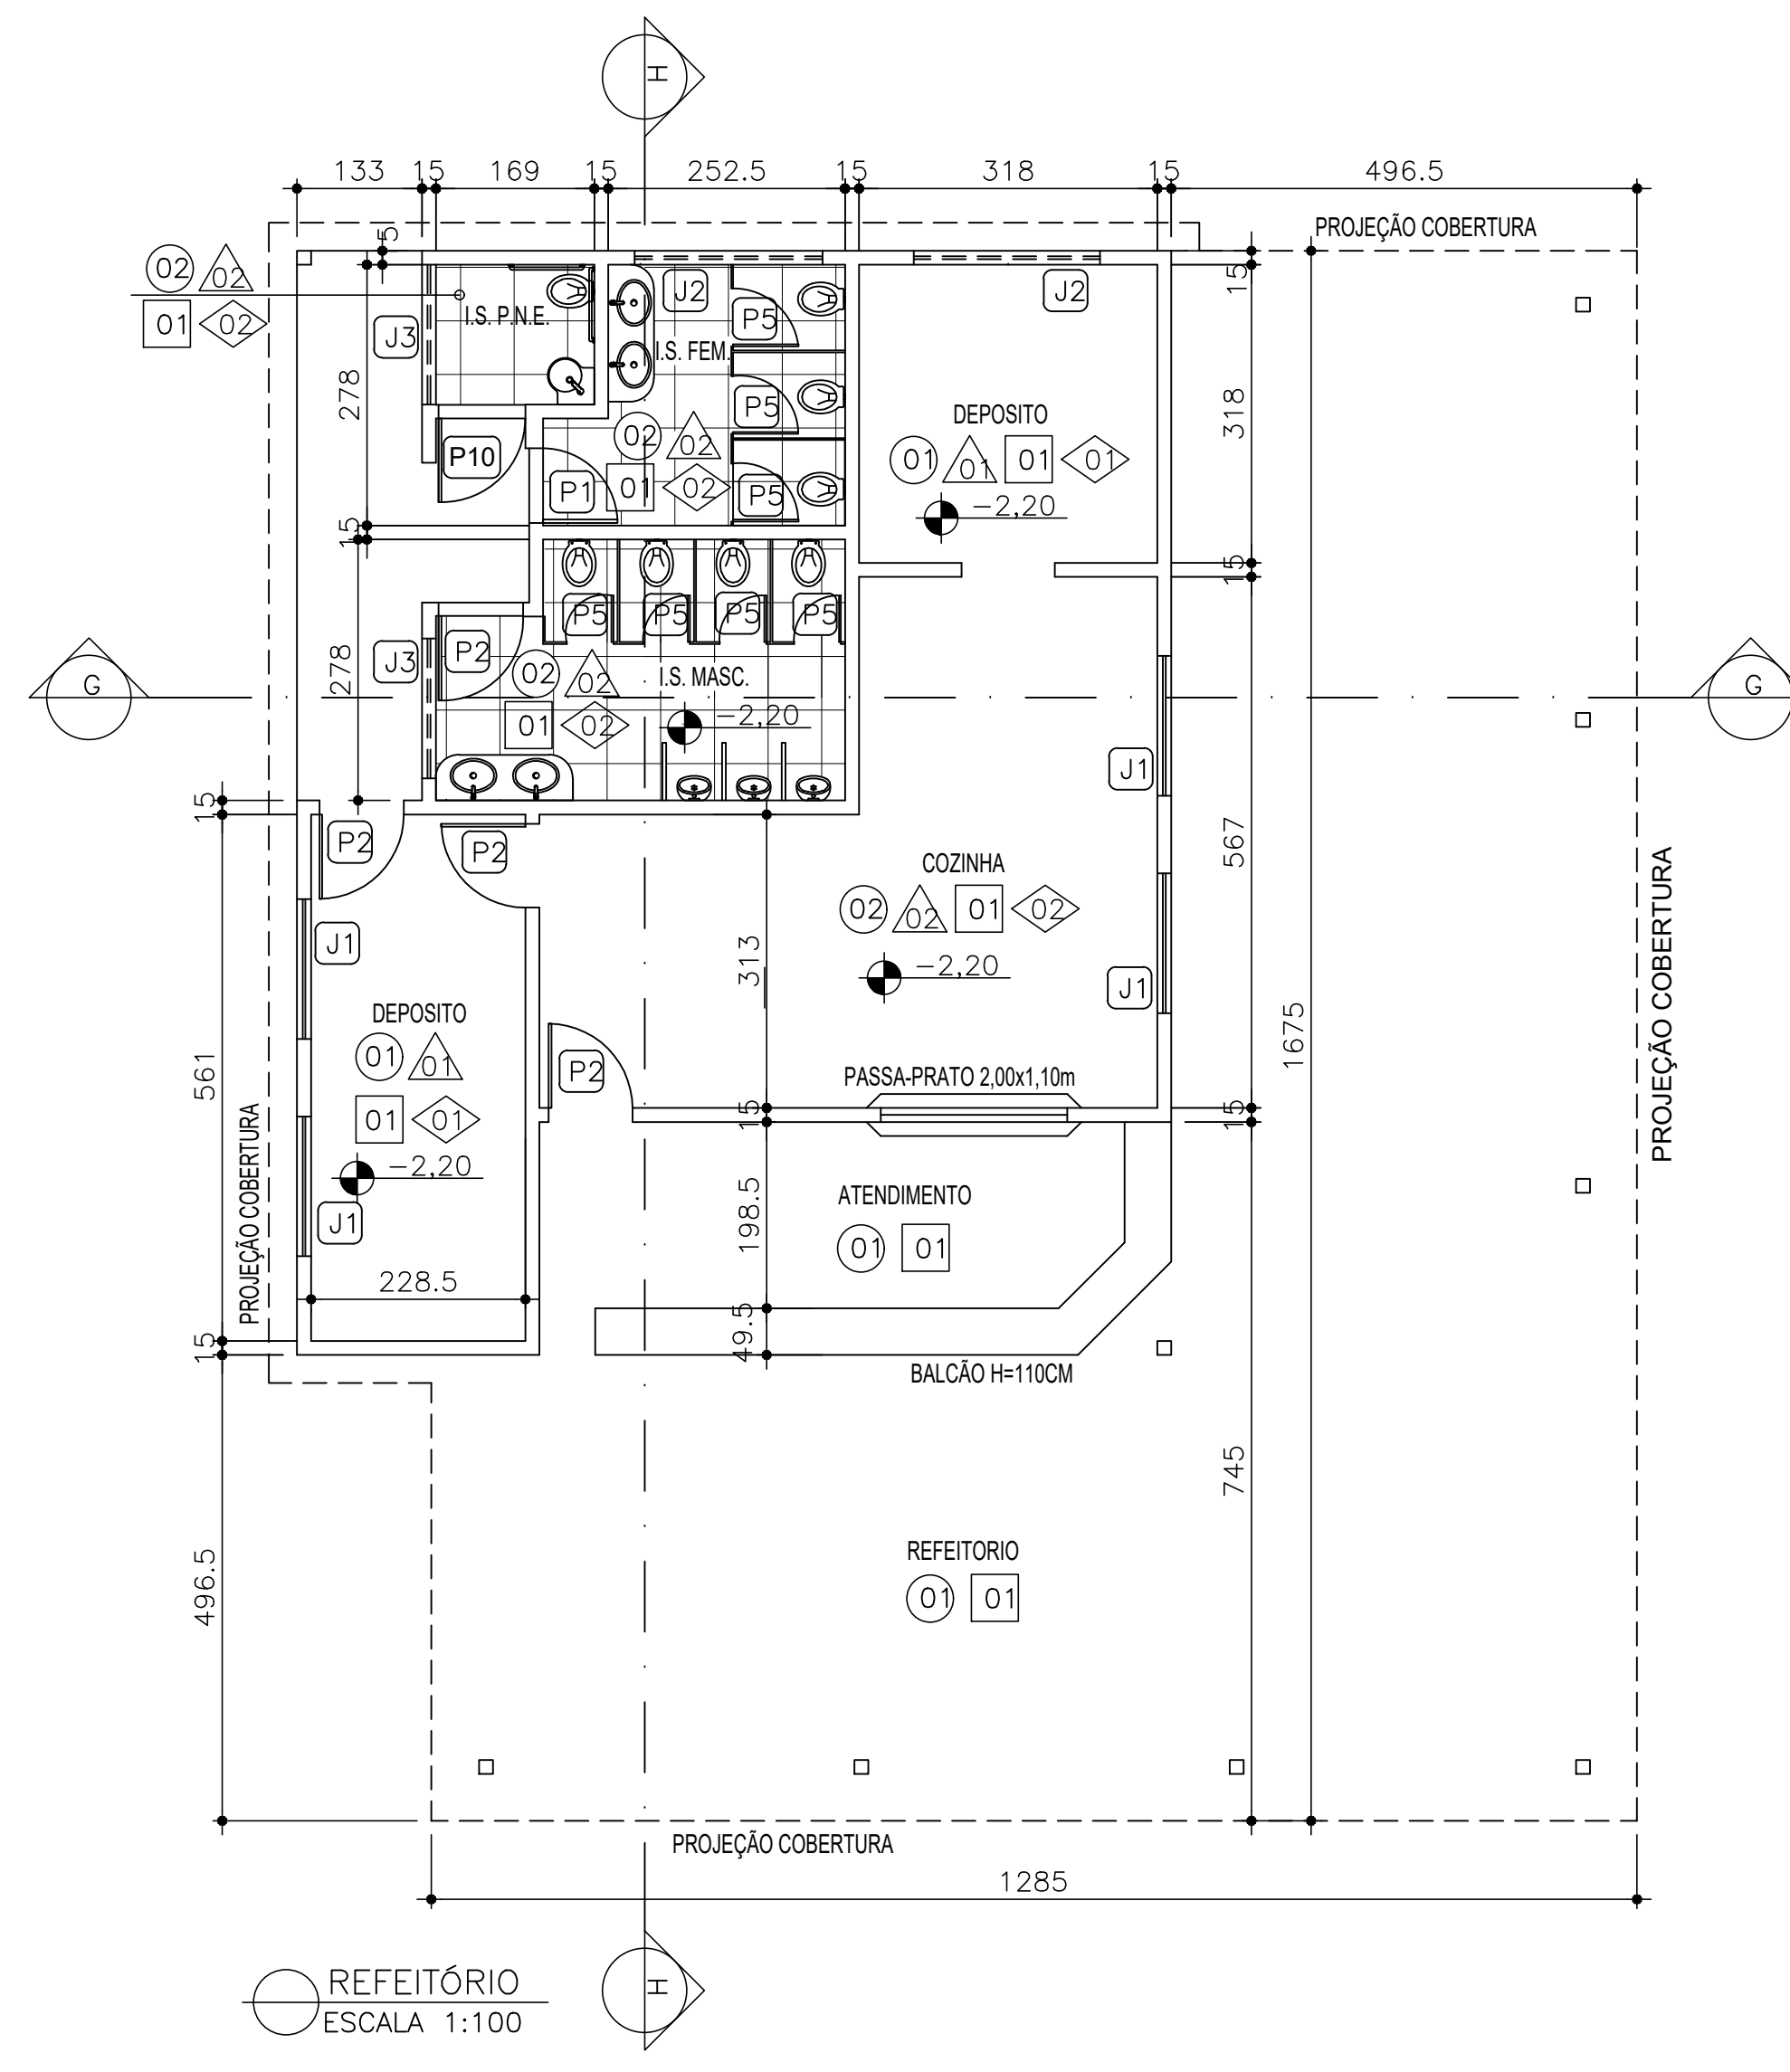 H
133 15 169 15 252.5 15 318 15 496.5
PROJEÇÃO COBERTURA
5
02 02
01 02
I.S. P.N.E.
J3
J2
P5
J2
15
I.S. FEM.
278
P5
DEPOSITO
318
02 02
P10
01 01 01 01
P1 01 02 P5
-2,20
15
15
P5 P5 P5 P5
278
J3
P2
02 02
I.S. MASC.
G
G
01 02
-2,20
J1
15
P2
P2
COZINHA
567
02 02 01 02
J1
313
-2,20
J1
DEPOSITO
561
01 01
P2
PASSA-PRATO 2,00x1,10m
1675
PROJEÇÃO COBERTURA
01 01
15
15
-2,20
PROJEÇÃO COBERTURA
J1
198.5
ATENDIMENTO
01 01
228.5
49.5
15
BALCÃO H=110CM
745
496.5
REFEITORIO
01 01
PROJEÇÃO COBERTURA
1285
REFEITÓRIO
ESCALA 1:100
H